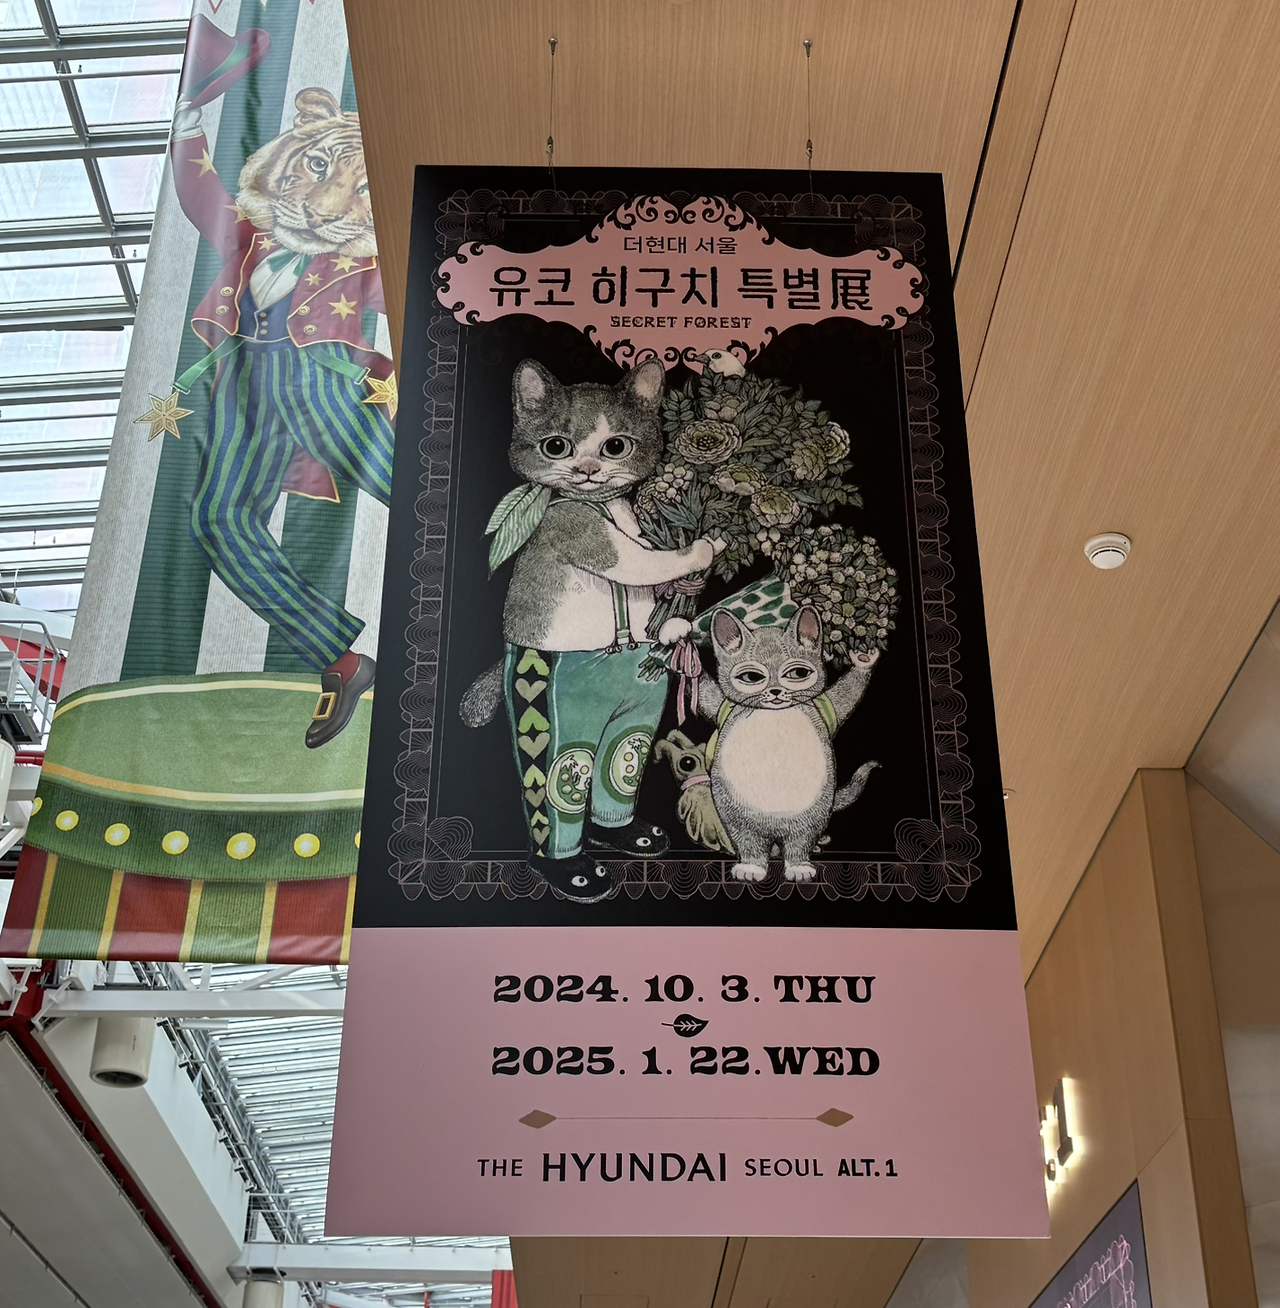 더현대 서울
유코 히구치 특별展
SECRET FOREST
2024. 10. 3. THU
2025. 1. 22. WED
THE HYUNDAI SEOUL ALT.1